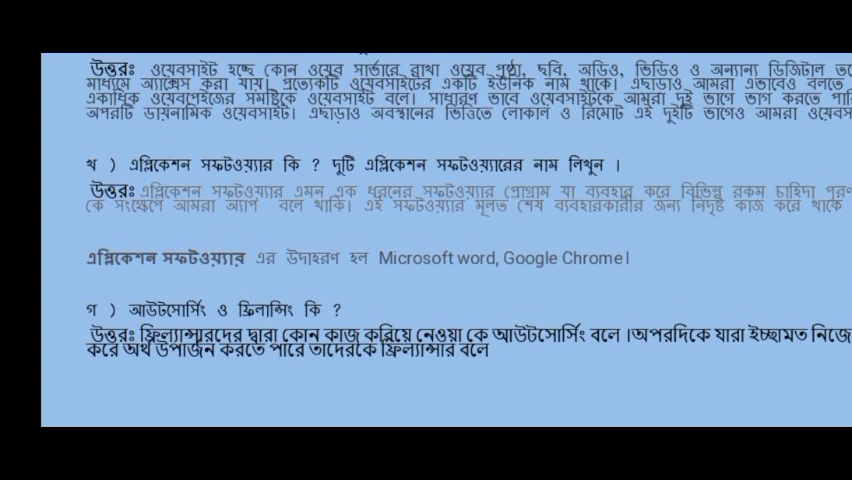 উত্তরঃ ওয়েবসাইট হচ্ছে কোন ওয়েব সার্ভারে রাখা ওয়েব পৃষ্ঠা, ছবি, অডিও, ভিডিও ও অন্যান্য ডিজিটাল
মাধ্যমে অ্যাক্সেস করা যায়। প্রত্যেকটি ওয়েবসাইটের একটি ইউনিক নাম থাকে। এছাড়াও আমরা এভাবেও বলতে
একাধিক ওয়েবপেইজের সমষ্টিকে ওয়েবসাইট বলে। সাধারণ ভাবে ওয়েবসাইটকে আমরা দুই ভাগে ভাগ করতে
অপরটি ডায়নামিক ওয়েবসাইট। এছাড়াও অবস্থানের ভিত্তিতে লোকাল ও রিমোট এই দুইটি ভাগেও আমরা
খ ) এপ্লিকেশন সফটওয়্যার কি ? দুটি এপ্লিকেশন সফটওয়্যারের নাম লিখুন ।
উত্তরঃ এপ্লিকেশন সফটওয়্যার এমন এক ধরনের সফটওয়্যার প্রোগ্রাম যা ব্যবহার করে বিভিন্ন রকম চাহিদা
কে সংক্ষেপে আমরা অ্যাপ বলে থাকি। এই সফটওয়্যার মূলত শেষ ব্যবহারকারীর জন্য নির্দৃষ্ট কাজ করে থাকে
এপ্লিকেশন সফটওয়্যার এর উদাহরণ হল Microsoft word, Google Chrome।
গ ) আউটসোর্সিং ও ফ্রিলান্সিং কি ?
উত্তরঃ ফ্রিল্যান্সারদের দ্বারা কোন কাজ করিয়ে নেওয়া কে আউটসোর্সিং বলে ।অপরদিকে যারা ইচ্ছামত নিজে
করে অর্থ উপার্জন করতে পারে তাদেরকে ফ্রিল্যান্সার বলে